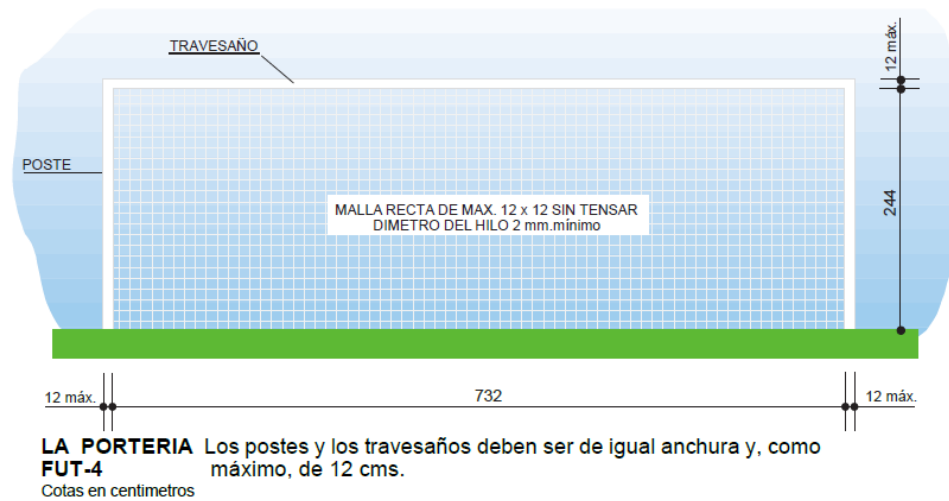 TRAVESAÑO
12 máx.
POSTE
MALLA RECTA DE MAX. 12 x 12 SIN TENSAR
DIMETRO DEL HILO 2 mm.mínimo
244
12 máx.
732
12 máx.
LA PORTERIA Los postes y los travesaños deben ser de igual anchura y, como
FUT-4 máximo, de 12 cms.
Cotas en centimetros